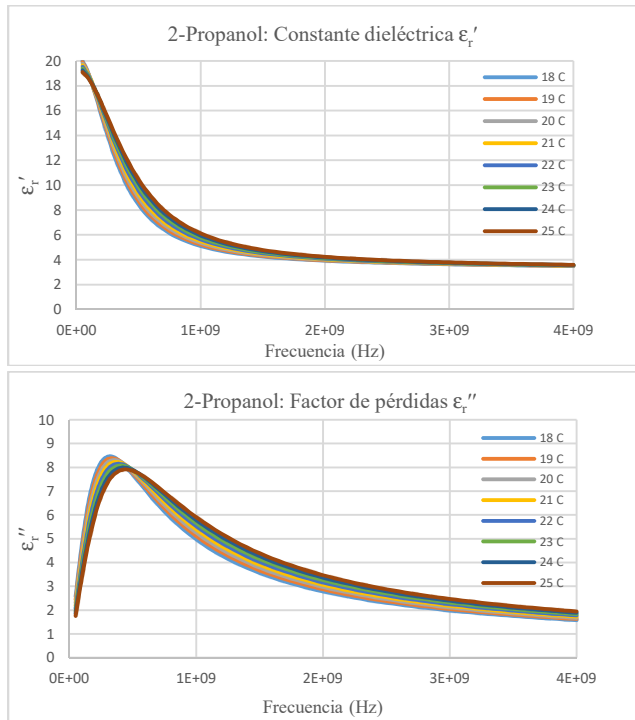 2-Propanol: Constante dieléctrica εr′
20
18
16
14
12
10
8
6
4
2
0
εr′
18 C
19 C
20 C
21 C
22 C
23 C
24 C
25 C
0E+00 1E+09 2E+09 3E+09 4E+09
Frecuencia (Hz)
2-Propanol: Factor de pérdidas εr′′
10
9
8
7
6
5
4
3
2
1
0
εr′′
18 C
19 C
20 C
21 C
22 C
23 C
24 C
25 C
0E+00 1E+09 2E+09 3E+09 4E+09
Frecuencia (Hz)